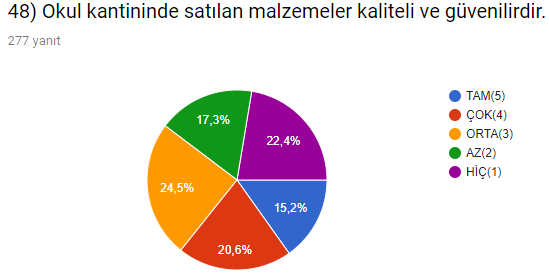 48) Okul kantininde satılan malzemeler kaliteli ve güvenilirdir.
277 yanıt
17,3%
22,4%
24,5%
15,2%
20,6%
TAM(5)
ÇOK(4)
ORTA(3)
AZ(2)
HİÇ(1)